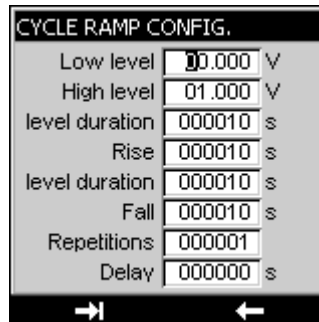 CYCLE RAMP CONFIG.
Low level 00.000 V
High level 01.000 V
level duration 000010 s
Rise 000010 s
level duration 000010 s
Fall 000010 s
Repetitions 000001
Delay 000000 s